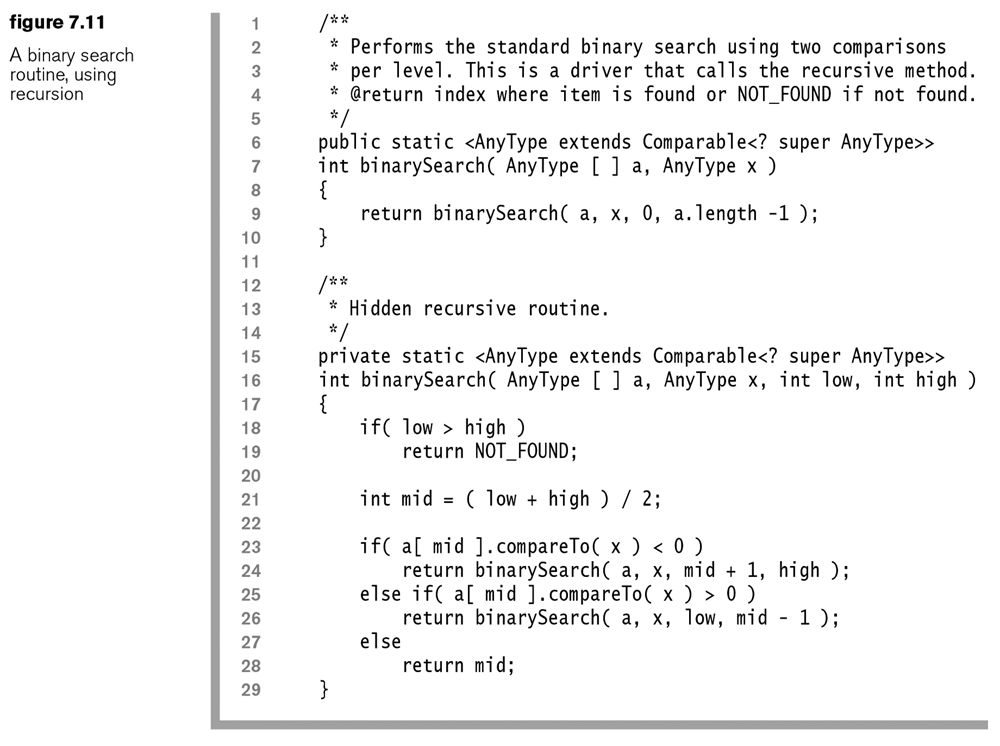 figure 7.11
A binary search
routine, using
recursion
1 /**
2  * Performs the standard binary search using two comparisons
3  * per level. This is a driver that calls the recursive method.
4  * @return index where item is found or NOT_FOUND if not found.
5  */
6 public static <AnyType extends Comparable<? super AnyType>>
7 int binarySearch( AnyType [ ] a, AnyType x )
8 {
9     return binarySearch( a, x, 0, a.length -1 );
10 }
11
12 /**
13  * Hidden recursive routine.
14  */
15 private static <AnyType extends Comparable<? super AnyType>>
16 int binarySearch( AnyType [ ] a, AnyType x, int low, int high )
17 {
18     if( low > high )
19         return NOT_FOUND;
20
21     int mid = ( low + high ) / 2;
22
23     if( a[ mid ].compareTo( x ) < 0 )
24         return binarySearch( a, x, mid + 1, high );
25     else if( a[ mid ].compareTo( x ) > 0 )
26         return binarySearch( a, x, low, mid - 1 );
27     else
28         return mid;
29 }